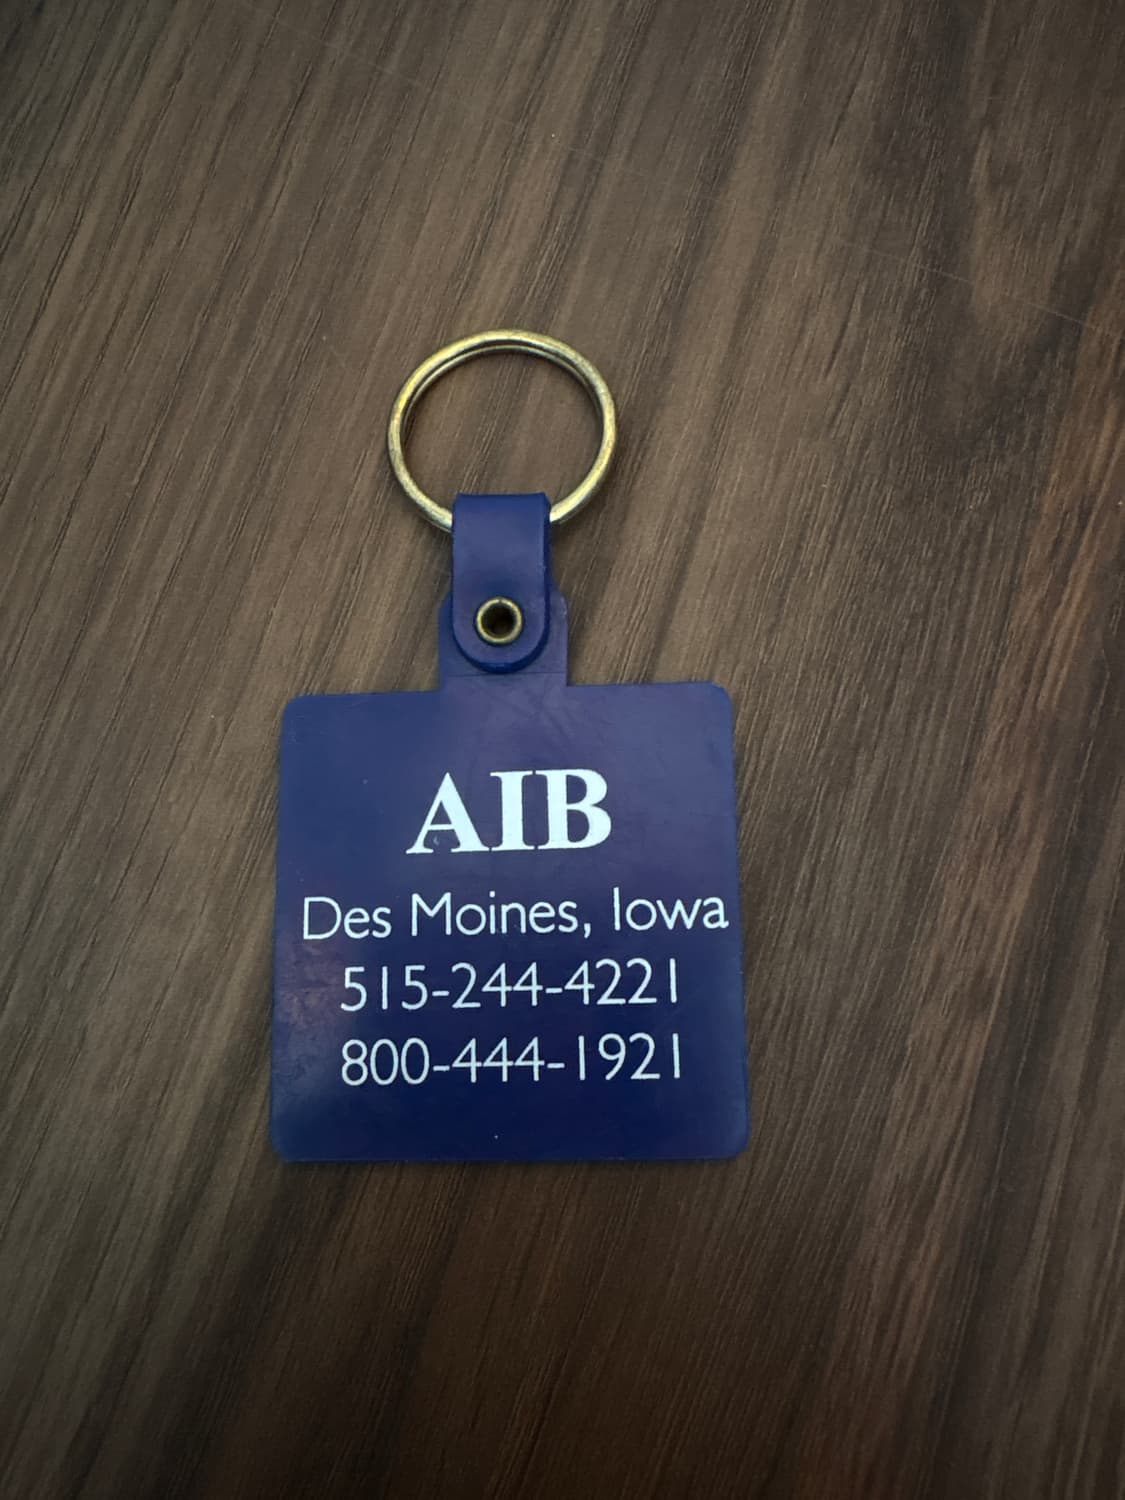 AIB
Des Moines, Iowa
515-244-4221
800-444-1921